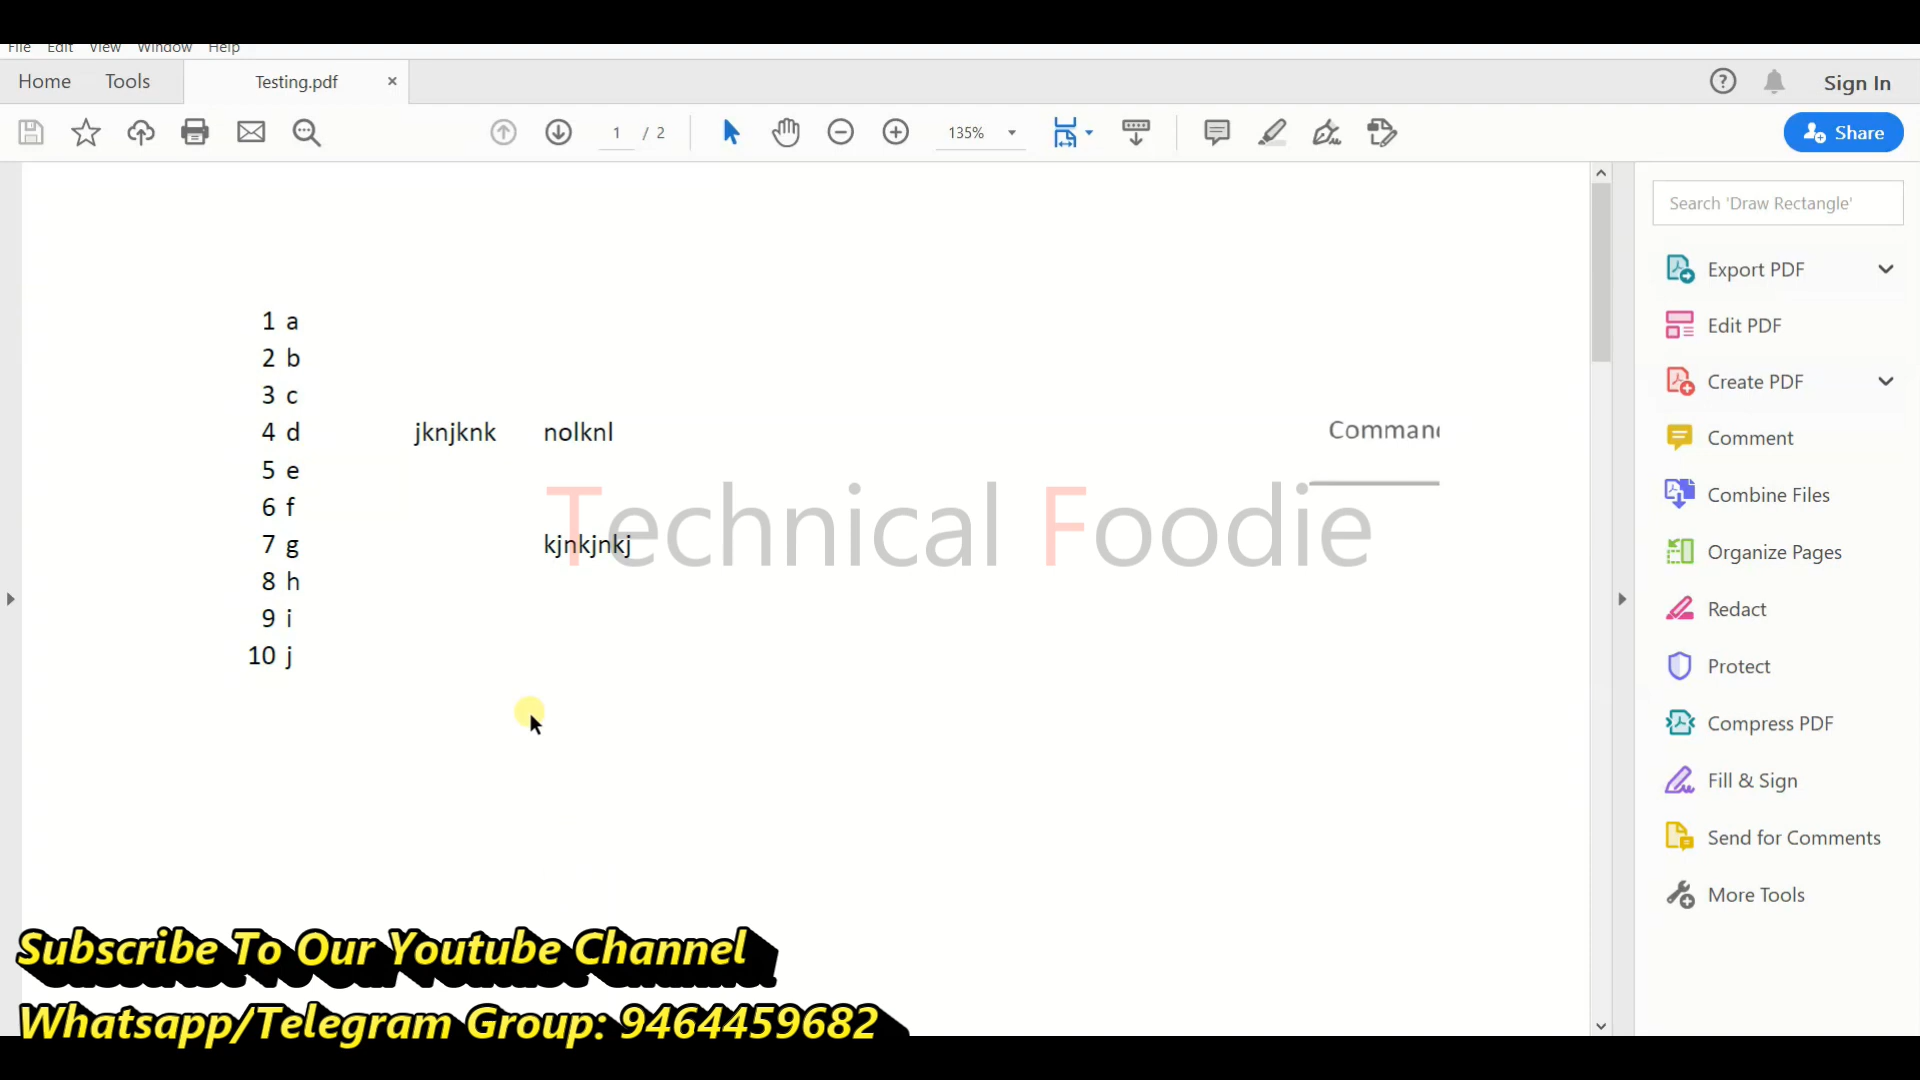 File Edit View Window Help
Home Tools Testing.pdf × Sign In
1 / 2 135% Share
Search 'Draw Rectangle'
Export PDF
Edit PDF
Create PDF
Comment
Combine Files
Organize Pages
Redact
Protect
Compress PDF
Fill & Sign
Send for Comments
More Tools
1 a
2 b
3 c
4 d jknjknk nolknl
5 e
6 f
7 g kjnkjnkj
8 h
9 i
10 j
Comman
Technical Foodie
Subscribe To Our Youtube Channel
Whatsapp/Telegram Group: 9464459682